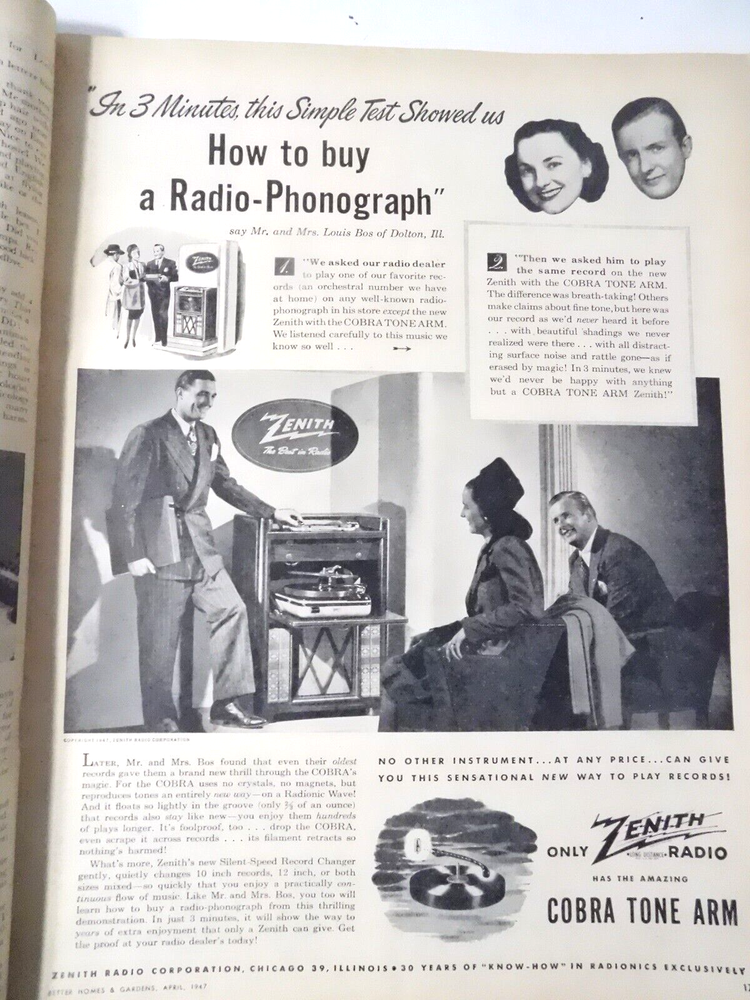 "In 3 Minutes, this Simple Test Showed us
How to buy
a Radio-Phonograph"
say Mr. and Mrs. Louis Bos of Dolton, Ill.
1. "We asked our radio dealer
to play one of our favorite rec-
ords (an orchestral number we have
at home) on any well-known radio-
phonograph in his store except the new
Zenith with the COBRA TONE ARM.
We listened carefully to this music we
know so well . . .
2 "Then we asked him to play
the same record on the new
Zenith with the COBRA TONE ARM.
The difference was breath-taking! Others
make claims about fine tone, but here was
our record as we'd never heard it before
. . . with beautiful shadings we never
realized were there . . . with all distract-
ing surface noise and rattle gone—as if
erased by magic! In 3 minutes, we knew
we'd never be happy with anything
but a COBRA TONE ARM Zenith!"
ZENITH
ZENITH
The Best in Radio
COPYRIGHT 1947, ZENITH RADIO CORPORATION
LATER, Mr. and Mrs. Bos found that even their oldest
records gave them a brand new thrill through the COBRA's
magic. For the COBRA uses no crystals, no magnets, but
reproduces tones an entirely new way—on a Radionic Wave!
And it floats so lightly in the groove (only ⅔ of an ounce)
that records also stay like new—you enjoy them hundreds
of plays longer. It's foolproof, too . . . drop the COBRA,
even scrape it across records . . . its filament retracts so
nothing's harmed!
What's more, Zenith's new Silent-Speed Record Changer
gently, quietly changes 10 inch records, 12 inch, or both
sizes mixed—so quickly that you enjoy a practically con-
tinuous flow of music. Like Mr. and Mrs. Bos, you too will
learn how to buy a radio-phonograph from this thrilling
demonstration. In just 3 minutes, it will show the way to
years of extra enjoyment that only a Zenith can give. Get
the proof at your radio dealer's today!
NO OTHER INSTRUMENT...AT ANY PRICE...CAN GIVE
YOU THIS SENSATIONAL NEW WAY TO PLAY RECORDS!
ONLY ZENITH RADIO
LONG DISTANCE
HAS THE AMAZING
COBRA TONE ARM
ZENITH RADIO CORPORATION, CHICAGO 39, ILLINOIS • 30 YEARS OF "KNOW-HOW" IN RADIONICS EXCLUSIVELY
BETTER HOMES & GARDENS, APRIL, 1947